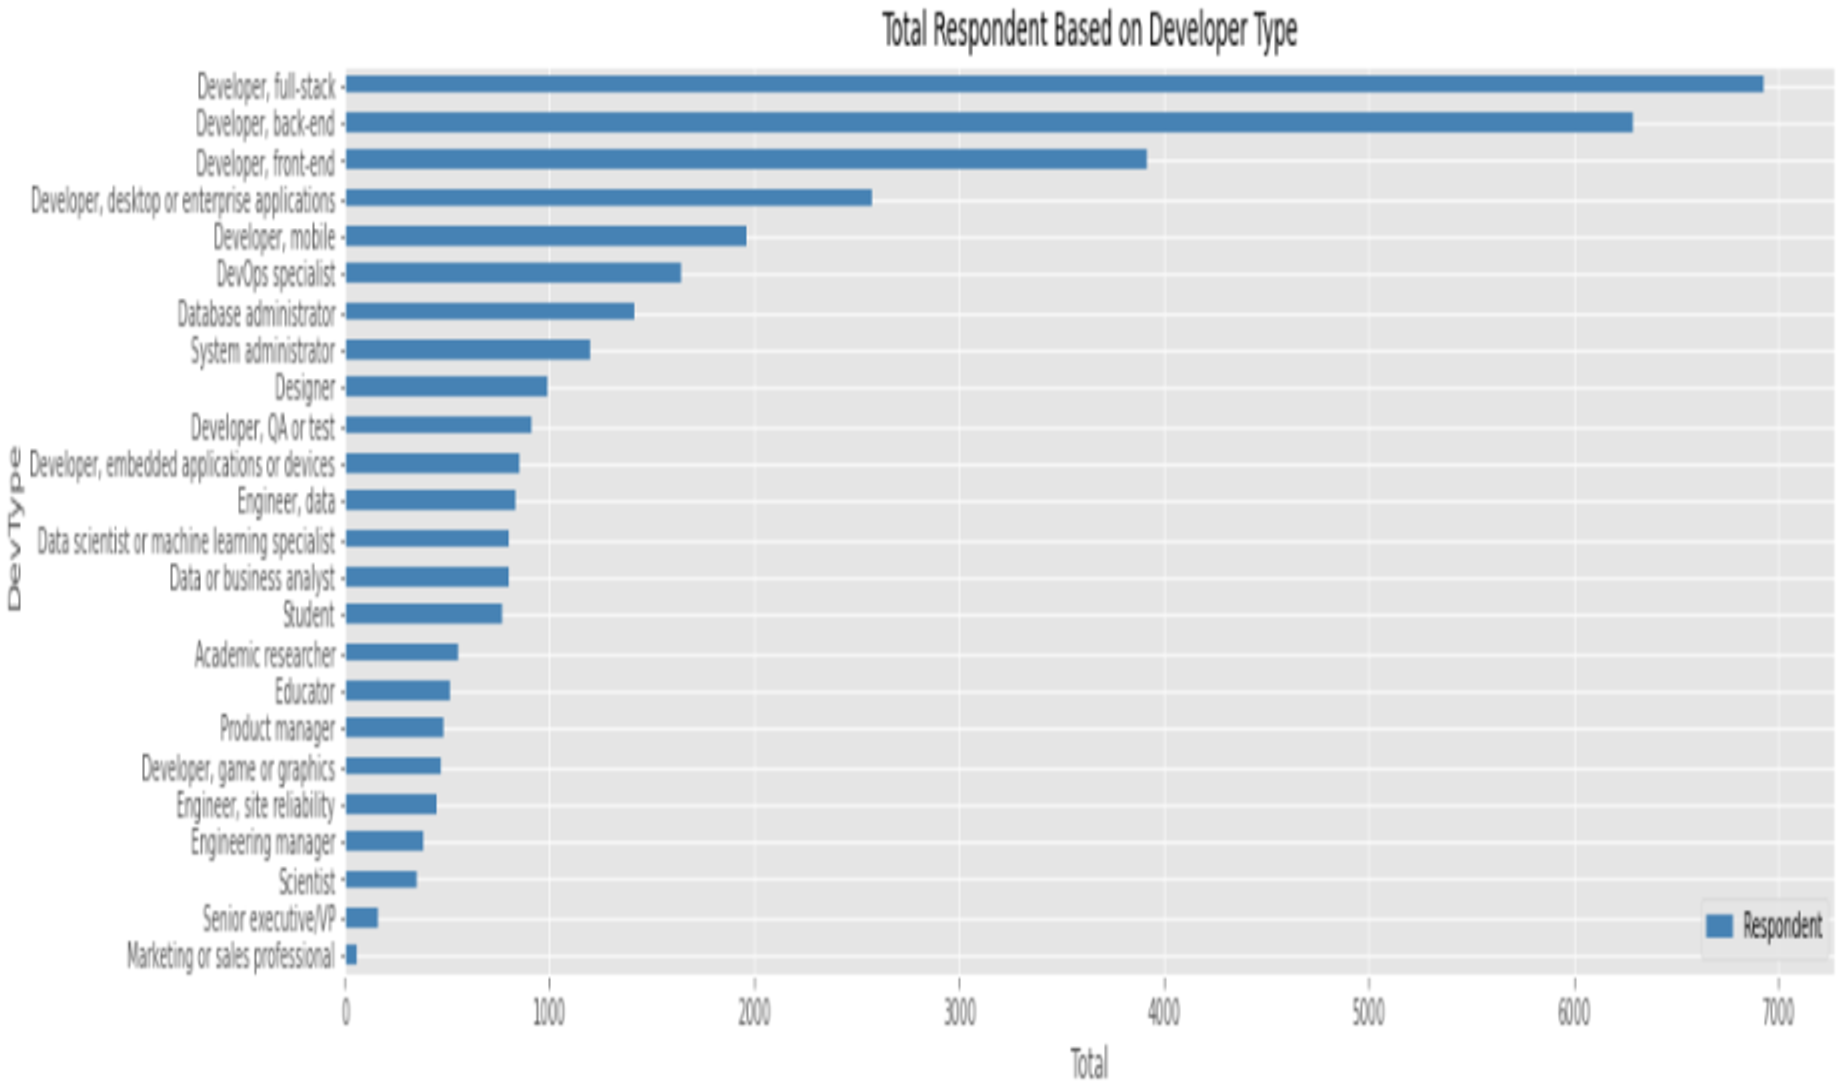 Total Respondent Based on Developer Type
Developer, full-stack
Developer, back-end
Developer, front-end
Developer, desktop or enterprise applications
Developer, mobile
DevOps specialist
Database administrator
System administrator
Designer
Developer, QA or test
Developer, embedded applications or devices
Engineer, data
Data scientist or machine learning specialist
Data or business analyst
Student
Academic researcher
Educator
Product manager
Developer, game or graphics
Engineer, site reliability
Engineering manager
Scientist
Senior executive/VP
Marketing or sales professional
DevType
Respondent
0 1000 2000 3000 4000 5000 6000 7000
Total